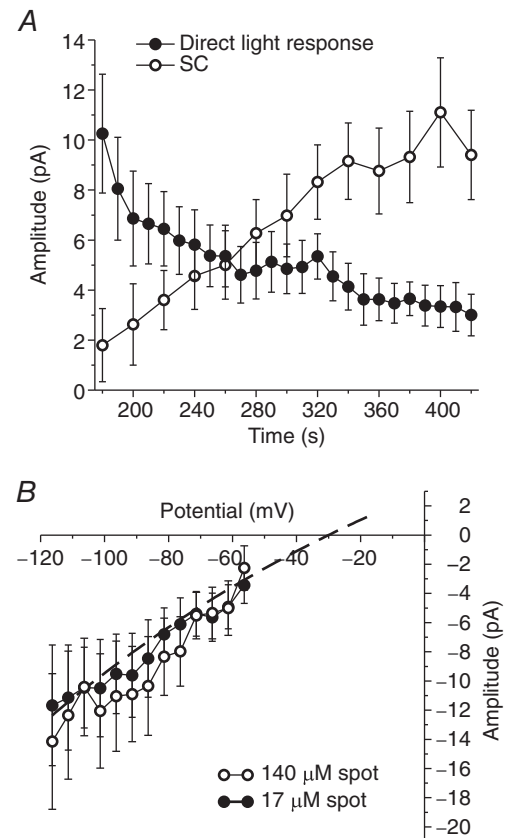 A
14
12
10
8
6
4
2
0
Amplitude (pA)
Direct light response
SC
200 240 280 320 360 400
Time (s)
B
Potential (mV)
−120 −100 −80 −60 −40 −20
2
0
−2
−4
−6
−8
−10
−12
−14
−16
−18
−20
Amplitude (pA)
140 μM spot
17 μM spot